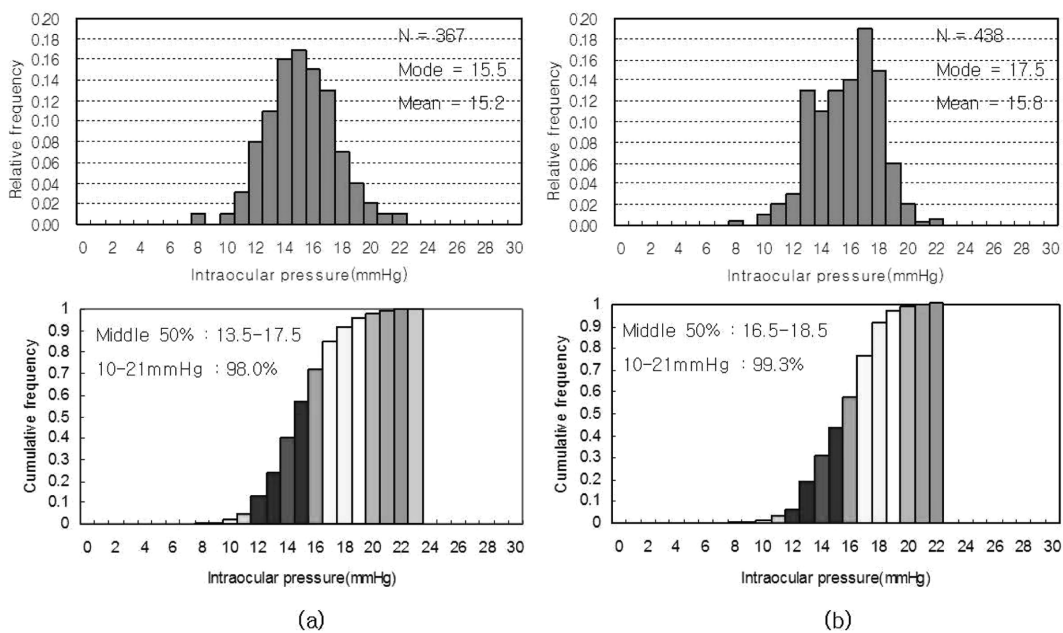 0.20
0.18
0.16
0.14
0.12
0.10
0.08
0.06
0.04
0.02
0.00
Relative frequency
N = 367
Mode = 15.5
Mean = 15.2
0 2 4 6 8 10 12 14 16 18 20 22 24 26 28 30
Intraocular pressure(mmHg)
0.20
0.18
0.16
0.14
0.12
0.10
0.08
0.06
0.04
0.02
0.00
Relative frequency
N = 438
Mode = 17.5
Mean = 15.8
0 2 4 6 8 10 12 14 16 18 20 22 24 26 28 30
Intraocular pressure(mmHg)
1
0.9
0.8
0.7
0.6
0.5
0.4
0.3
0.2
0.1
0
Cumulative frequency
Middle 50% : 13.5-17.5
10-21mmHg : 98.0%
0 2 4 6 8 10 12 14 16 18 20 22 24 26 28 30
Intraocular pressure(mmHg)
(a)
1
0.9
0.8
0.7
0.6
0.5
0.4
0.3
0.2
0.1
0
Cumulative frequency
Middle 50% : 16.5-18.5
10-21mmHg : 99.3%
0 2 4 6 8 10 12 14 16 18 20 22 24 26 28 30
Intraocular pressure(mmHg)
(b)